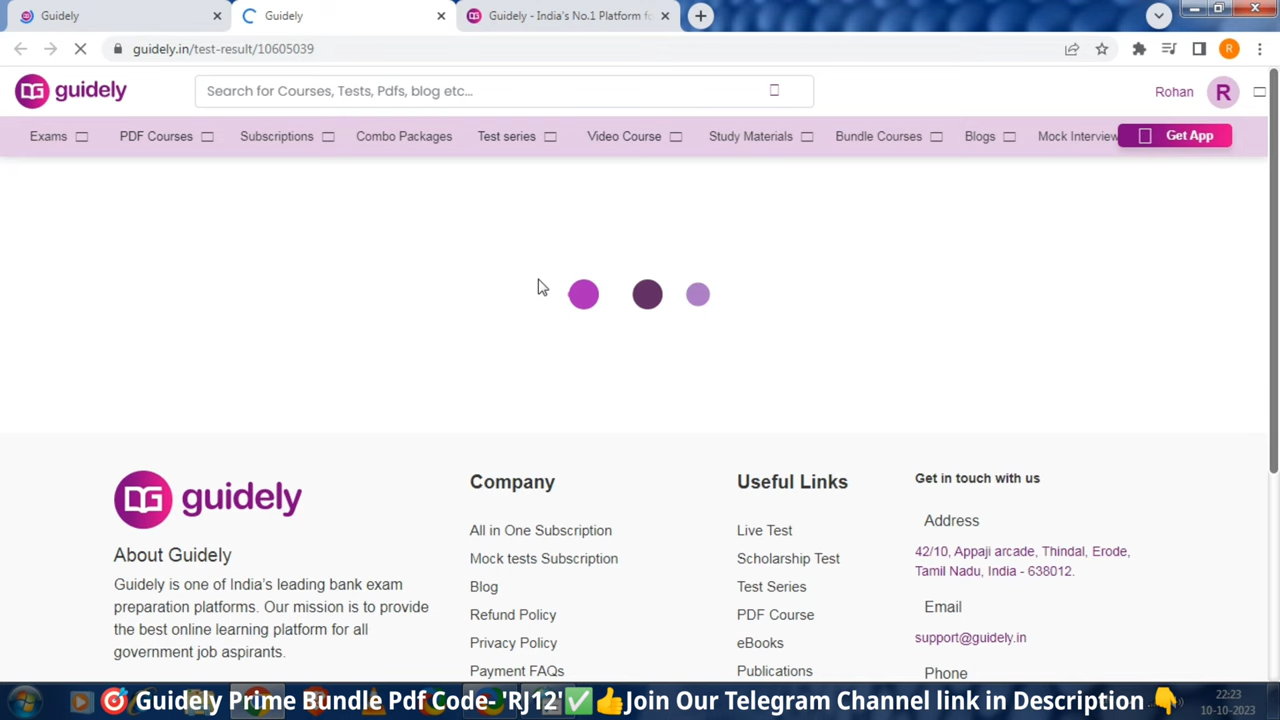 Guidely
Guidely
Guidely - India's No.1 Platform fo
guidely.in/test-result/10605039
R
guidely
Search for Courses, Tests, Pdfs, blog etc...
Rohan
R
Exams
PDF Courses
Subscriptions
Combo Packages
Test series
Video Course
Study Materials
Bundle Courses
Blogs
Mock Interview
Get App
guidely
About Guidely
Guidely is one of India's leading bank exam
preparation platforms. Our mission is to provide
the best online learning platform for all
government job aspirants.
Company
All in One Subscription
Mock tests Subscription
Blog
Refund Policy
Privacy Policy
Payment FAQs
Useful Links
Live Test
Scholarship Test
Test Series
PDF Course
eBooks
Publications
Get in touch with us
Address
42/10, Appaji arcade, Thindal, Erode,
Tamil Nadu, India - 638012.
Email
support@guidely.in
Phone
🎯 Guidely Prime Bundle Pdf Code- 'RJ12'✅👍Join Our Telegram Channel link in Description 👇
22:23
10-10-2023